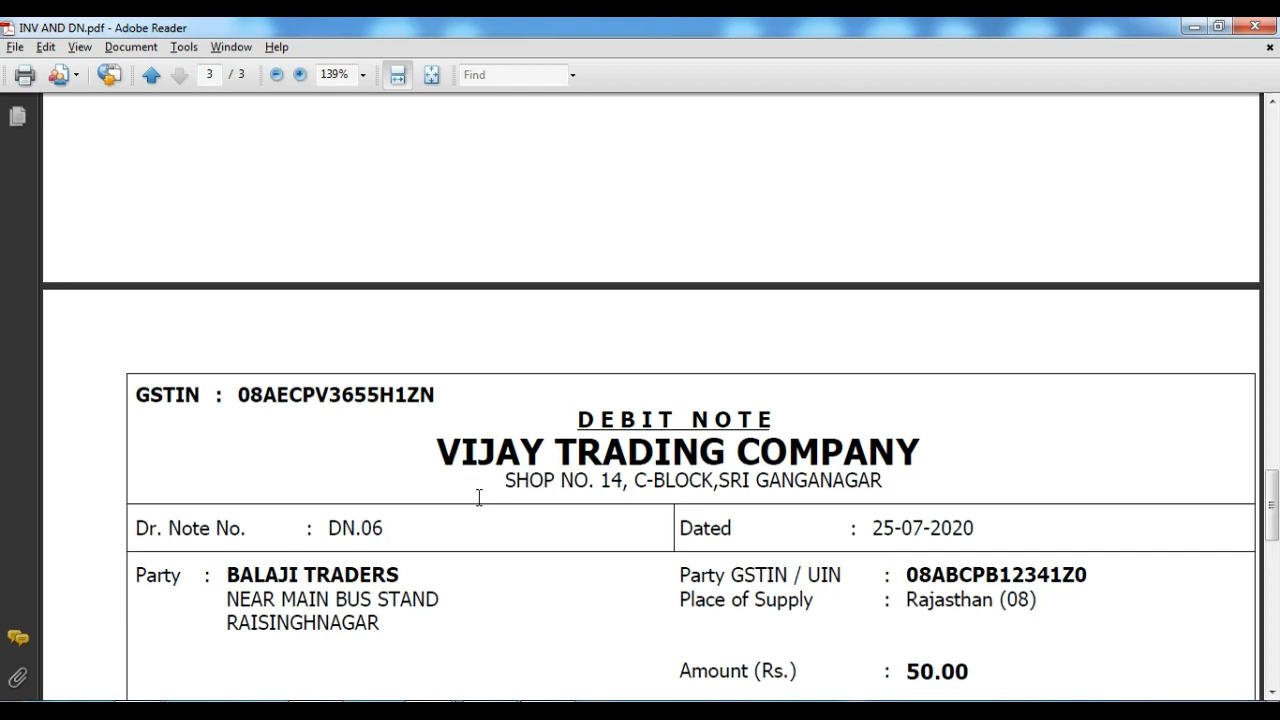 INV AND DN.pdf - Adobe Reader
File Edit View Document Tools Window Help
3 / 3 139% Find
GSTIN : 08AECPV3655H1ZN
DEBIT NOTE
VIJAY TRADING COMPANY
SHOP NO. 14, C-BLOCK,SRI GANGANAGAR
Dr. Note No. : DN.06 Dated : 25-07-2020
Party : BALAJI TRADERS Party GSTIN / UIN : 08ABCPB12341Z0
NEAR MAIN BUS STAND Place of Supply : Rajasthan (08)
RAISINGHNAGAR
Amount (Rs.) : 50.00